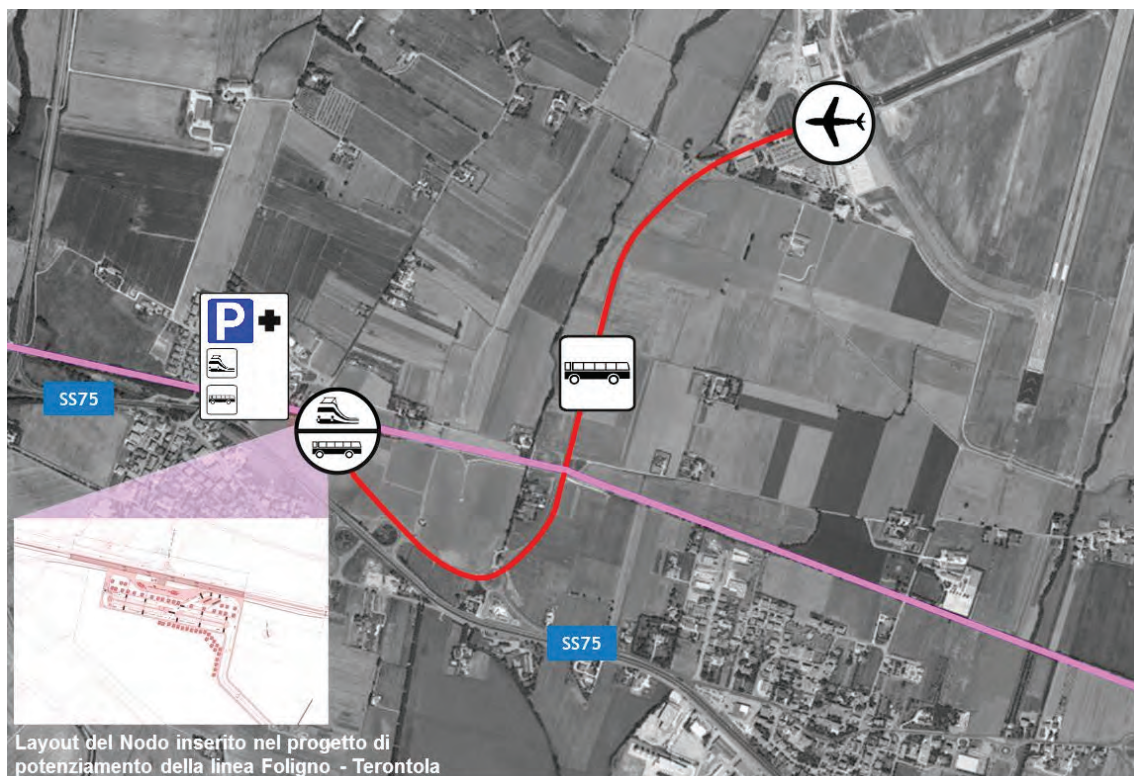 P
SS75
SS75
Layout del Nodo inserito nel progetto di
potenziamento della linea Foligno - Terontola